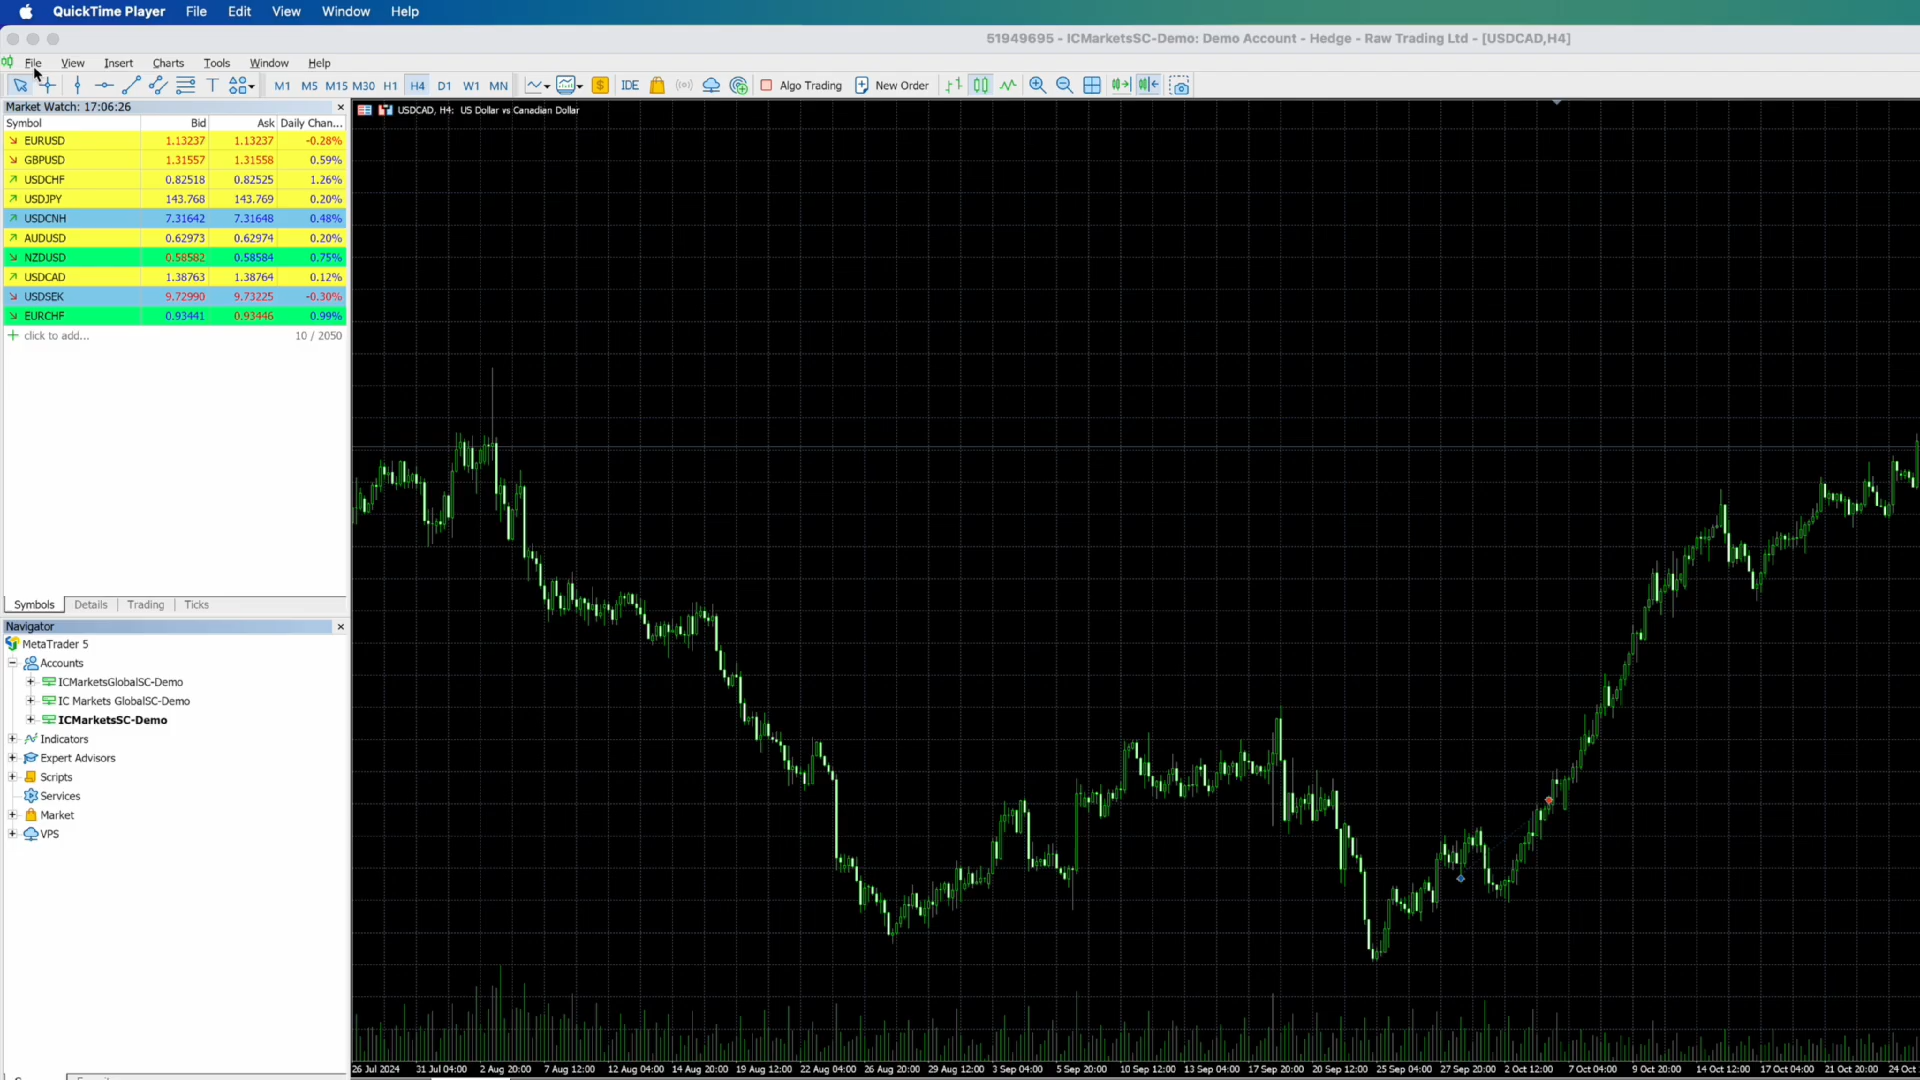 QuickTime Player File Edit View Window Help
51949695 - ICMarketsSC-Demo: Demo Account - Hedge - Raw Trading Ltd - [USDCAD,H4]
File View Insert Charts Tools Window Help
M1 M5 M15 M30 H1 H4 D1 W1 MN IDE Algo Trading New Order
Market Watch: 17:06:26
USDCAD, H4: US Dollar vs Canadian Dollar
Symbol Bid Ask Daily Chan...
EURUSD 1.13237 1.13237 -0.28%
GBPUSD 1.31557 1.31558 0.59%
USDCHF 0.82518 0.82525 1.26%
USDJPY 143.768 143.769 0.20%
USDCNH 7.31642 7.31648 0.48%
AUDUSD 0.62973 0.62974 0.20%
NZDUSD 0.58582 0.58584 0.75%
USDCAD 1.38763 1.38764 0.12%
USDSEK 9.72990 9.73225 -0.30%
EURCHF 0.93441 0.93446 0.99%
click to add... 10 / 2050
Symbols Details Trading Ticks
Navigator
MetaTrader 5
Accounts
ICMarketsGlobalSC-Demo
IC Markets GlobalSC-Demo
ICMarketsSC-Demo
Indicators
Expert Advisors
Scripts
Services
Market
VPS
26 Jul 2024 31 Jul 04:00 2 Aug 20:00 7 Aug 12:00 12 Aug 04:00 14 Aug 20:00 19 Aug 12:00 22 Aug 04:00 26 Aug 20:00 29 Aug 12:00 3 Sep 04:00 5 Sep 20:00 10 Sep 12:00 13 Sep 04:00 17 Sep 20:00 20 Sep 12:00 25 Sep 04:00 27 Sep 20:00 2 Oct 12:00 7 Oct 04:00 9 Oct 20:00 14 Oct 12:00 17 Oct 04:00 21 Oct 20:00 24 Oct